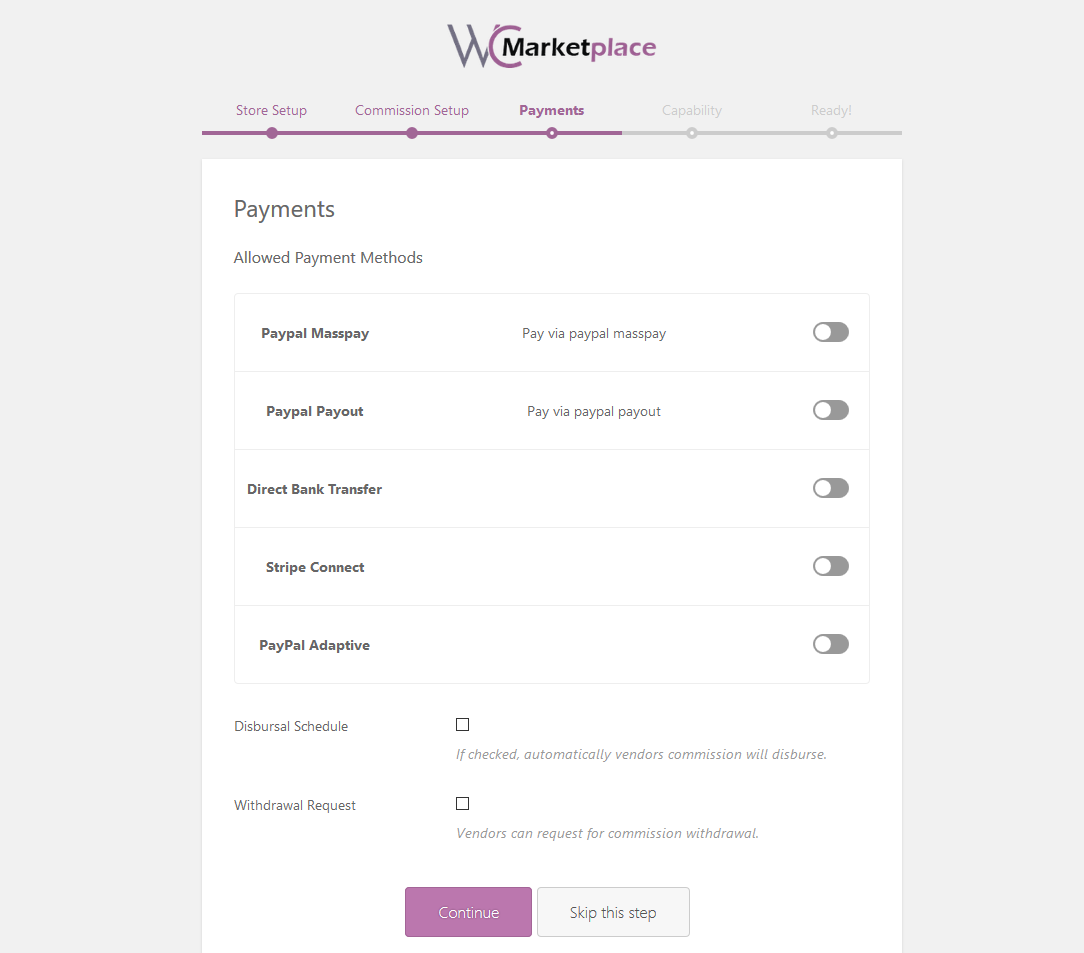 WC Marketplace
Store Setup Commission Setup Payments Capability Ready!
Payments
Allowed Payment Methods
Paypal Masspay Pay via paypal masspay
Paypal Payout Pay via paypal payout
Direct Bank Transfer
Stripe Connect
PayPal Adaptive
Disbursal Schedule
If checked, automatically vendors commission will disburse.
Withdrawal Request
Vendors can request for commission withdrawal.
Continue Skip this step